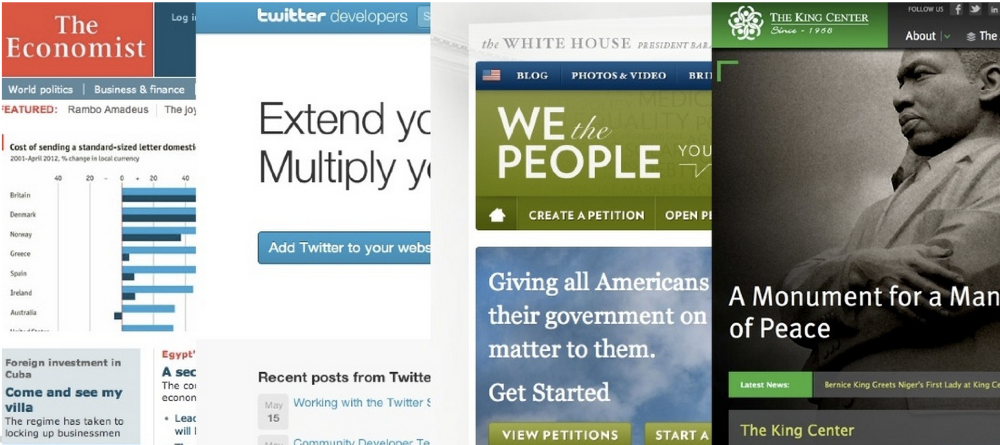 The
Economist
Log i
World politics
Business & finance
FEATURED:
Rambo Amadeus
The joy
Cost of sending a standard-sized letter domesti
2001-April 2012, % change in local currency
40 20 - 0 20 40
Britain
Denmark
Norway
Greece
Spain
Ireland
Australia
United States
Foreign investment in
Cuba
Come and see my
villa
The regime has taken to
locking up businessmen
Egypt'
A sec
The co
econom
Leac
will l
twitter developers
S
Extend yo
Multiply y
Add Twitter to your webs
Recent posts from Twitte
May
15
Working with the Twitter S
May
Community Developer Te
the WHITE HOUSE PRESIDENT BAR
BLOG
PHOTOS & VIDEO
BRI
WE the
PEOPLE
YOU
CREATE A PETITION
OPEN P
Giving all Americans
their government on
matter to them.
Get Started
VIEW PETITIONS
START A
THE KING CENTER
Since - 1968
FOLLOW US
in
About
The
A Monument for a Man
of Peace
Latest News:
Bernice King Greets Niger's First Lady at King Ce
The King Center